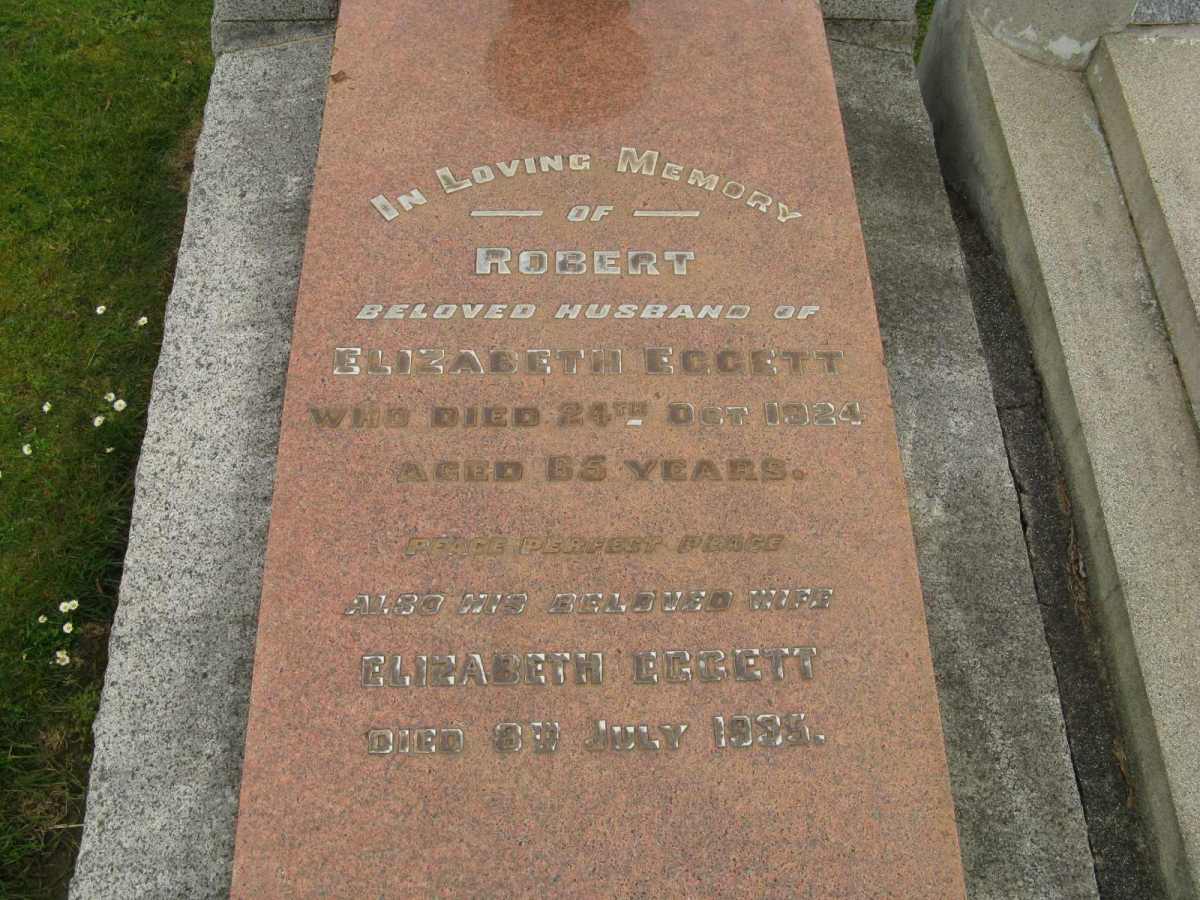 IN LOVING MEMORY
OF
ROBERT
BELOVED HUSBAND OF
ELIZABETH EGGETT
WHO DIED 24TH OCT 1924
AGED 65 YEARS.
PEACE PERFECT PEACE
ALSO HIS BELOVED WIFE
ELIZABETH EGGETT
DIED 8TH JULY 1935.